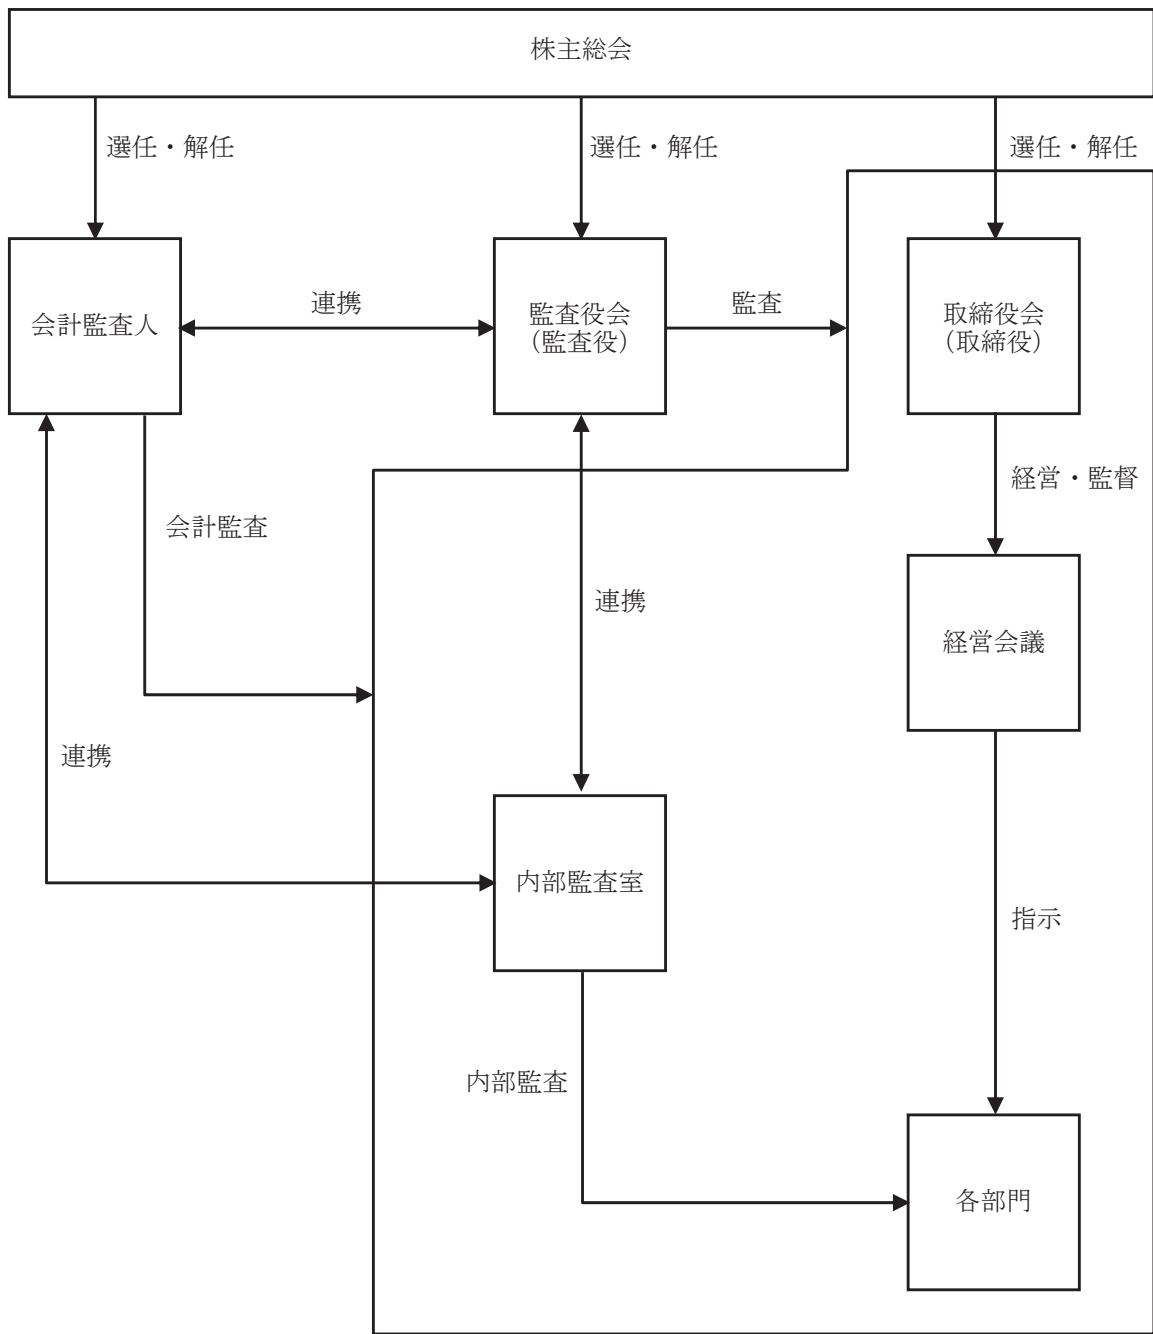 株主総会
選任・解任
選任・解任
選任・解任
会計監査人
連携
監査役会
（監査役）
監査
取締役会
（取締役）
経営・監督
会計監査
連携
経営会議
連携
内部監査室
指示
内部監査
各部門